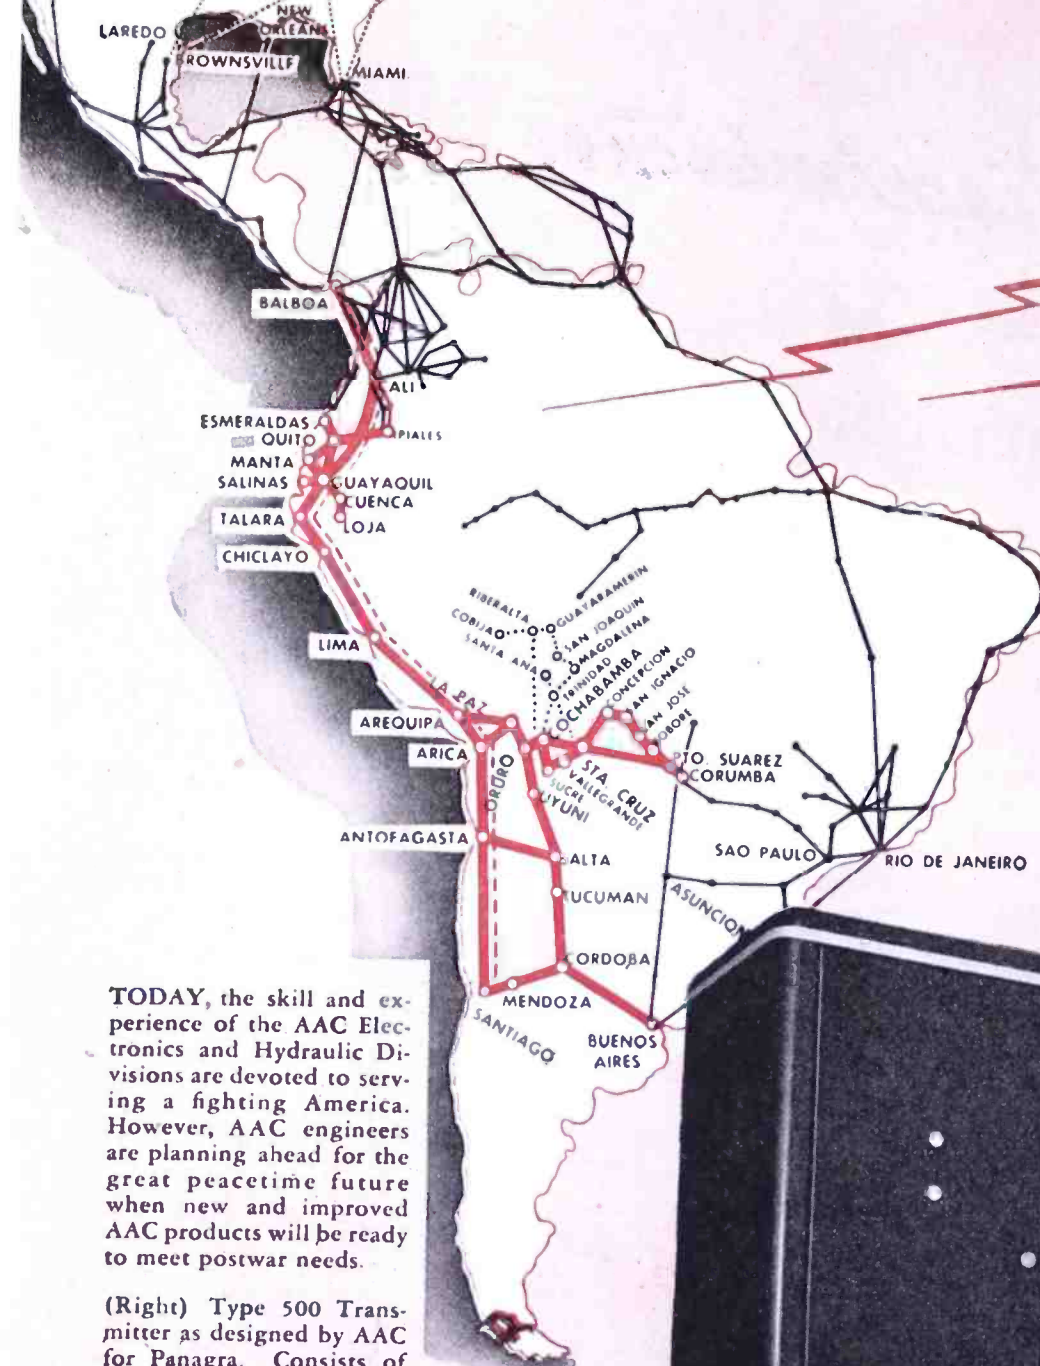 LAREDO
NEW
ORLEANS
BROWNSVILLE
MIAMI
BALBOA
ALI
ESMERALDAS
QUITO
IPIALES
MANTA
SALINAS
GUAYAQUIL
CUENCA
TALARA
LOJA
CHICLAYO
LIMA
RIBERALTA
GUAYARAMERIN
COBIJA
SAN JOAQUIN
SANTA ANA
MAGDALENA
TRINIDAD
COCHABAMBA
CONCEPCION
SAN IGNACIO
SAN JOSE
ROBORE
LA PAZ
AREQUIPA
ARICA
ORURO
PTO. SUAREZ
CORUMBA
STA. CRUZ
VALLEGRANDE
SUCRE
UYUNI
ANTOFAGASTA
SALTA
SAO PAULO
RIO DE JANEIRO
TUCUMAN
ASUNCION
CORDOBA
MENDOZA
SANTIAGO
BUENOS
AIRES
TODAY, the skill and ex-
perience of the AAC Elec-
tronics and Hydraulic Di-
visions are devoted to serv-
ing a fighting America.
However, AAC engineers
are planning ahead for the
great peacetime future
when new and improved
AAC products will be ready
to meet postwar needs.
(Right) Type 500 Trans-
mitter as designed by AAC
for Panagra. Consists of